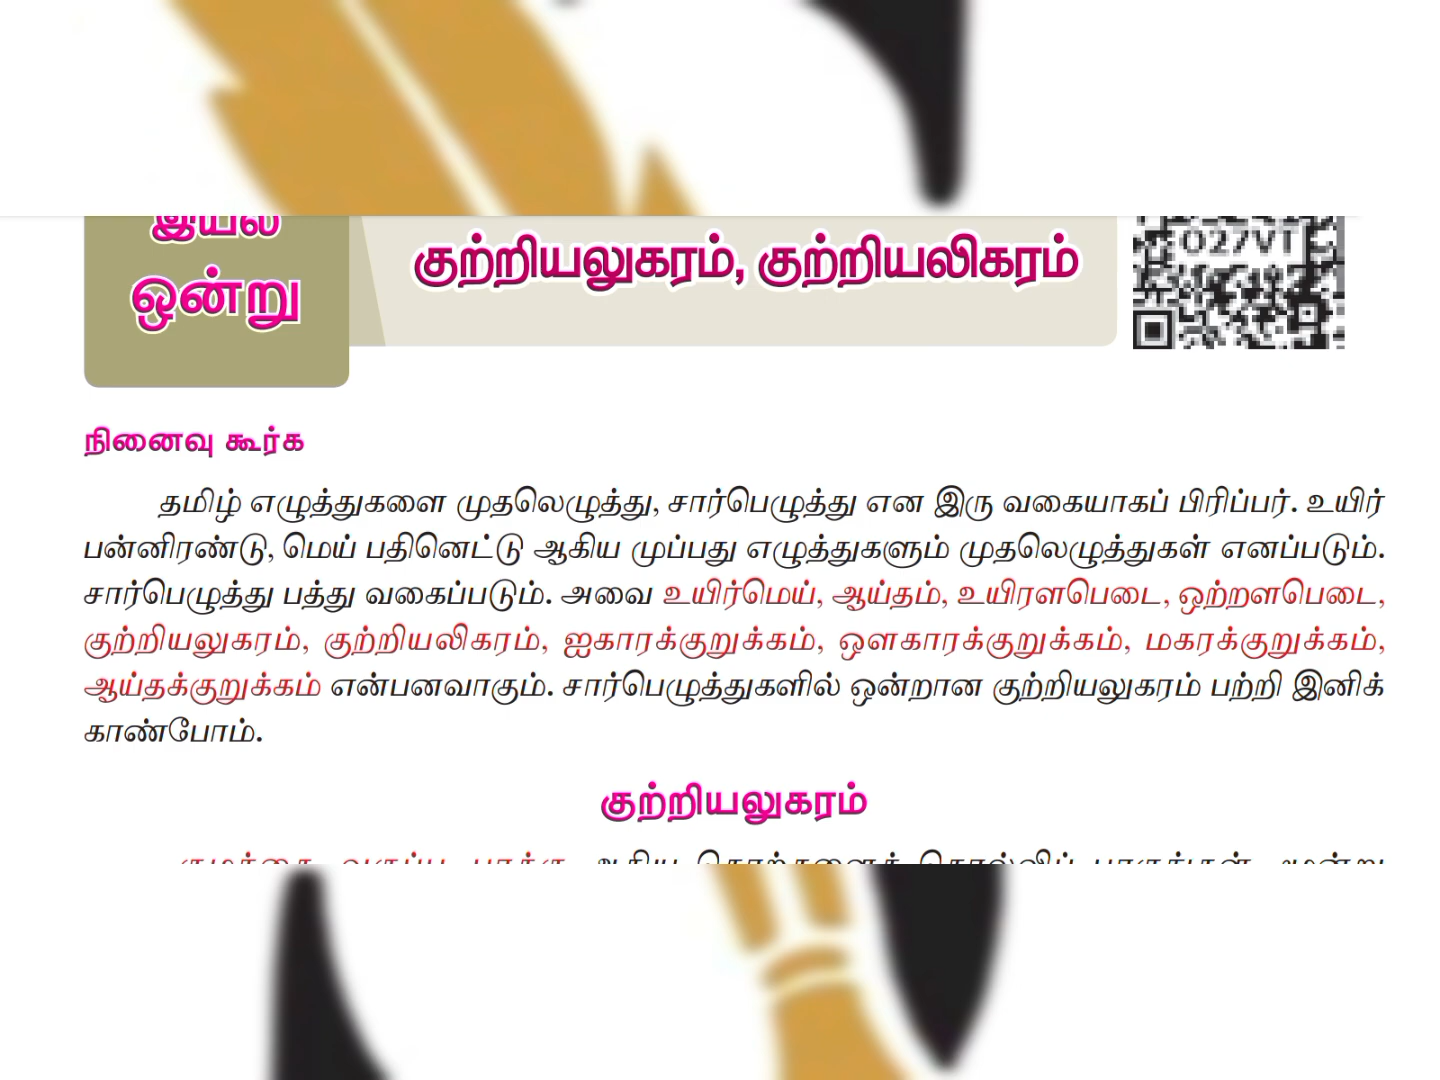 இயல்
ஒன்று
குற்றியலுகரம், குற்றியலிகரம்
027VT
நினைவு கூர்க
தமிழ் எழுத்துகளை முதலெழுத்து, சார்பெழுத்து என இரு வகையாகப் பிரிப்பர். உயிர்
பன்னிரண்டு, மெய் பதினெட்டு ஆகிய முப்பது எழுத்துகளும் முதலெழுத்துகள் எனப்படும்.
சார்பெழுத்து பத்து வகைப்படும். அவை உயிர்மெய், ஆய்தம், உயிரளபெடை, ஒற்றளபெடை,
குற்றியலுகரம், குற்றியலிகரம், ஐகாரக்குறுக்கம், ஔகாரக்குறுக்கம், மகரக்குறுக்கம்,
ஆய்தக்குறுக்கம் என்பனவாகும். சார்பெழுத்துகளில் ஒன்றான குற்றியலுகரம் பற்றி இனிக்
காண்போம்.
குற்றியலுகரம்